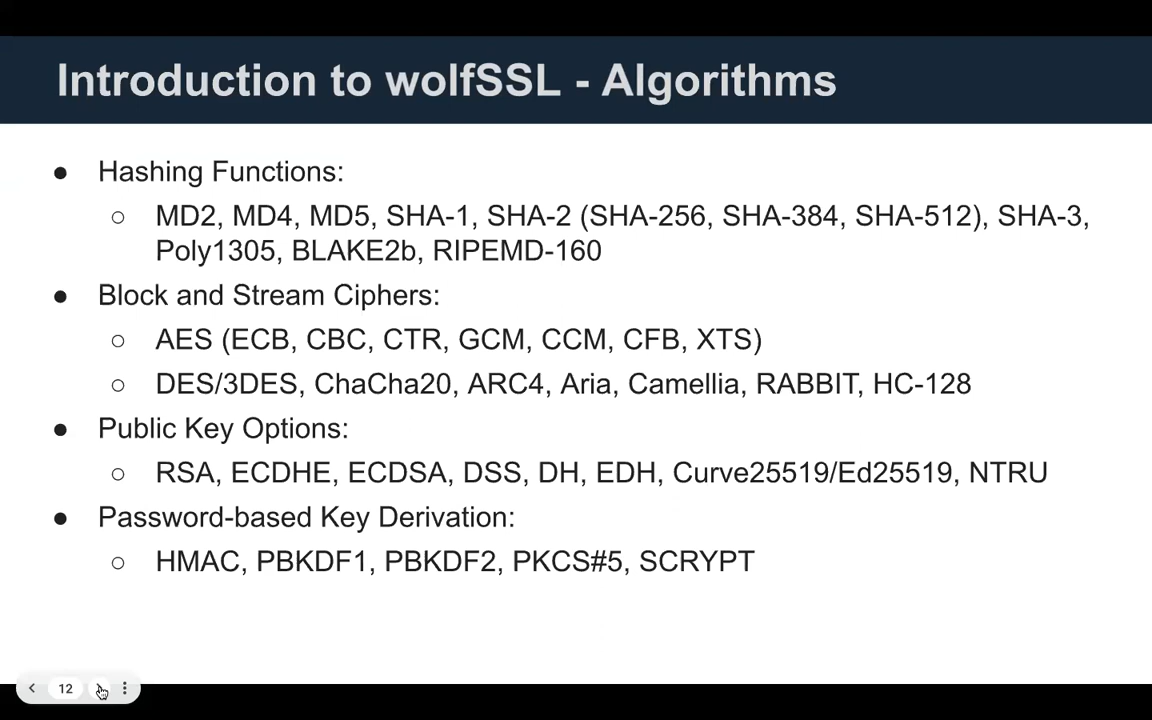 Introduction to wolfSSL - Algorithms
● Hashing Functions:
○ MD2, MD4, MD5, SHA-1, SHA-2 (SHA-256, SHA-384, SHA-512), SHA-3,
Poly1305, BLAKE2b, RIPEMD-160
● Block and Stream Ciphers:
○ AES (ECB, CBC, CTR, GCM, CCM, CFB, XTS)
○ DES/3DES, ChaCha20, ARC4, Aria, Camellia, RABBIT, HC-128
● Public Key Options:
○ RSA, ECDHE, ECDSA, DSS, DH, EDH, Curve25519/Ed25519, NTRU
● Password-based Key Derivation:
○ HMAC, PBKDF1, PBKDF2, PKCS#5, SCRYPT
12